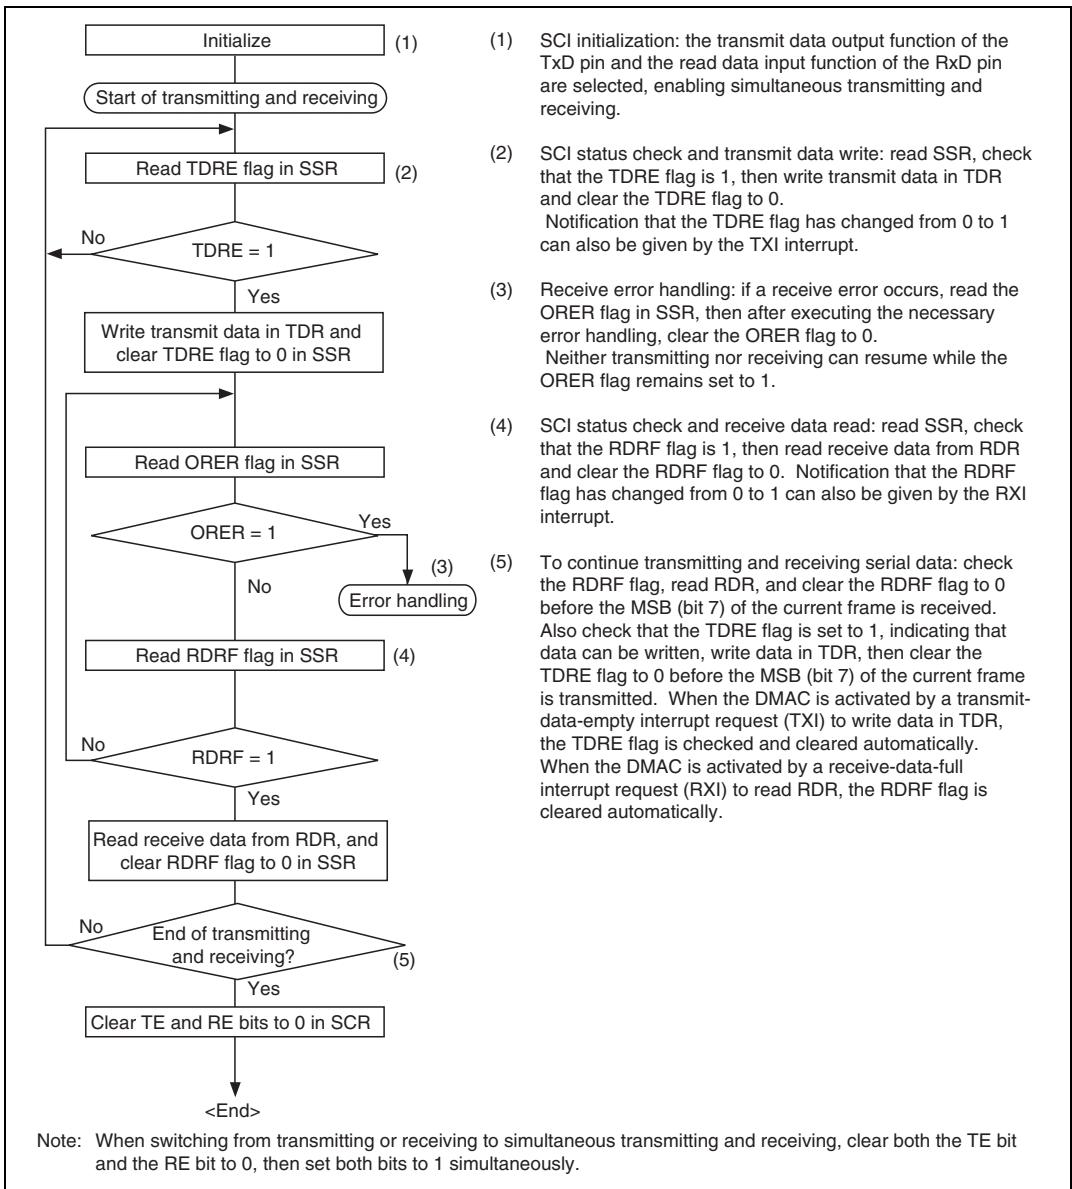 Initialize
(1)
Start of transmitting and receiving
Read TDRE flag in SSR
(2)
No
TDRE = 1
Yes
Write transmit data in TDR and
clear TDRE flag to 0 in SSR
Read ORER flag in SSR
ORER = 1
Yes
(3)
No
Error handling
Read RDRF flag in SSR
(4)
No
RDRF = 1
Yes
Read receive data from RDR, and
clear RDRF flag to 0 in SSR
No
End of transmitting
and receiving?
(5)
Yes
Clear TE and RE bits to 0 in SCR
<End>
(1) SCI initialization: the transmit data output function of the
TxD pin and the read data input function of the RxD pin
are selected, enabling simultaneous transmitting and
receiving.
(2) SCI status check and transmit data write: read SSR, check
that the TDRE flag is 1, then write transmit data in TDR
and clear the TDRE flag to 0.
Notification that the TDRE flag has changed from 0 to 1
can also be given by the TXI interrupt.
(3) Receive error handling: if a receive error occurs, read the
ORER flag in SSR, then after executing the necessary
error handling, clear the ORER flag to 0.
Neither transmitting nor receiving can resume while the
ORER flag remains set to 1.
(4) SCI status check and receive data read: read SSR, check
that the RDRF flag is 1, then read receive data from RDR
and clear the RDRF flag to 0. Notification that the RDRF
flag has changed from 0 to 1 can also be given by the RXI
interrupt.
(5) To continue transmitting and receiving serial data: check
the RDRF flag, read RDR, and clear the RDRF flag to 0
before the MSB (bit 7) of the current frame is received.
Also check that the TDRE flag is set to 1, indicating that
data can be written, write data in TDR, then clear the
TDRE flag to 0 before the MSB (bit 7) of the current frame
is transmitted. When the DMAC is activated by a transmit-
data-empty interrupt request (TXI) to write data in TDR,
the TDRE flag is checked and cleared automatically.
When the DMAC is activated by a receive-data-full
interrupt request (RXI) to read RDR, the RDRF flag is
cleared automatically.
Note: When switching from transmitting or receiving to simultaneous transmitting and receiving, clear both the TE bit
and the RE bit to 0, then set both bits to 1 simultaneously.